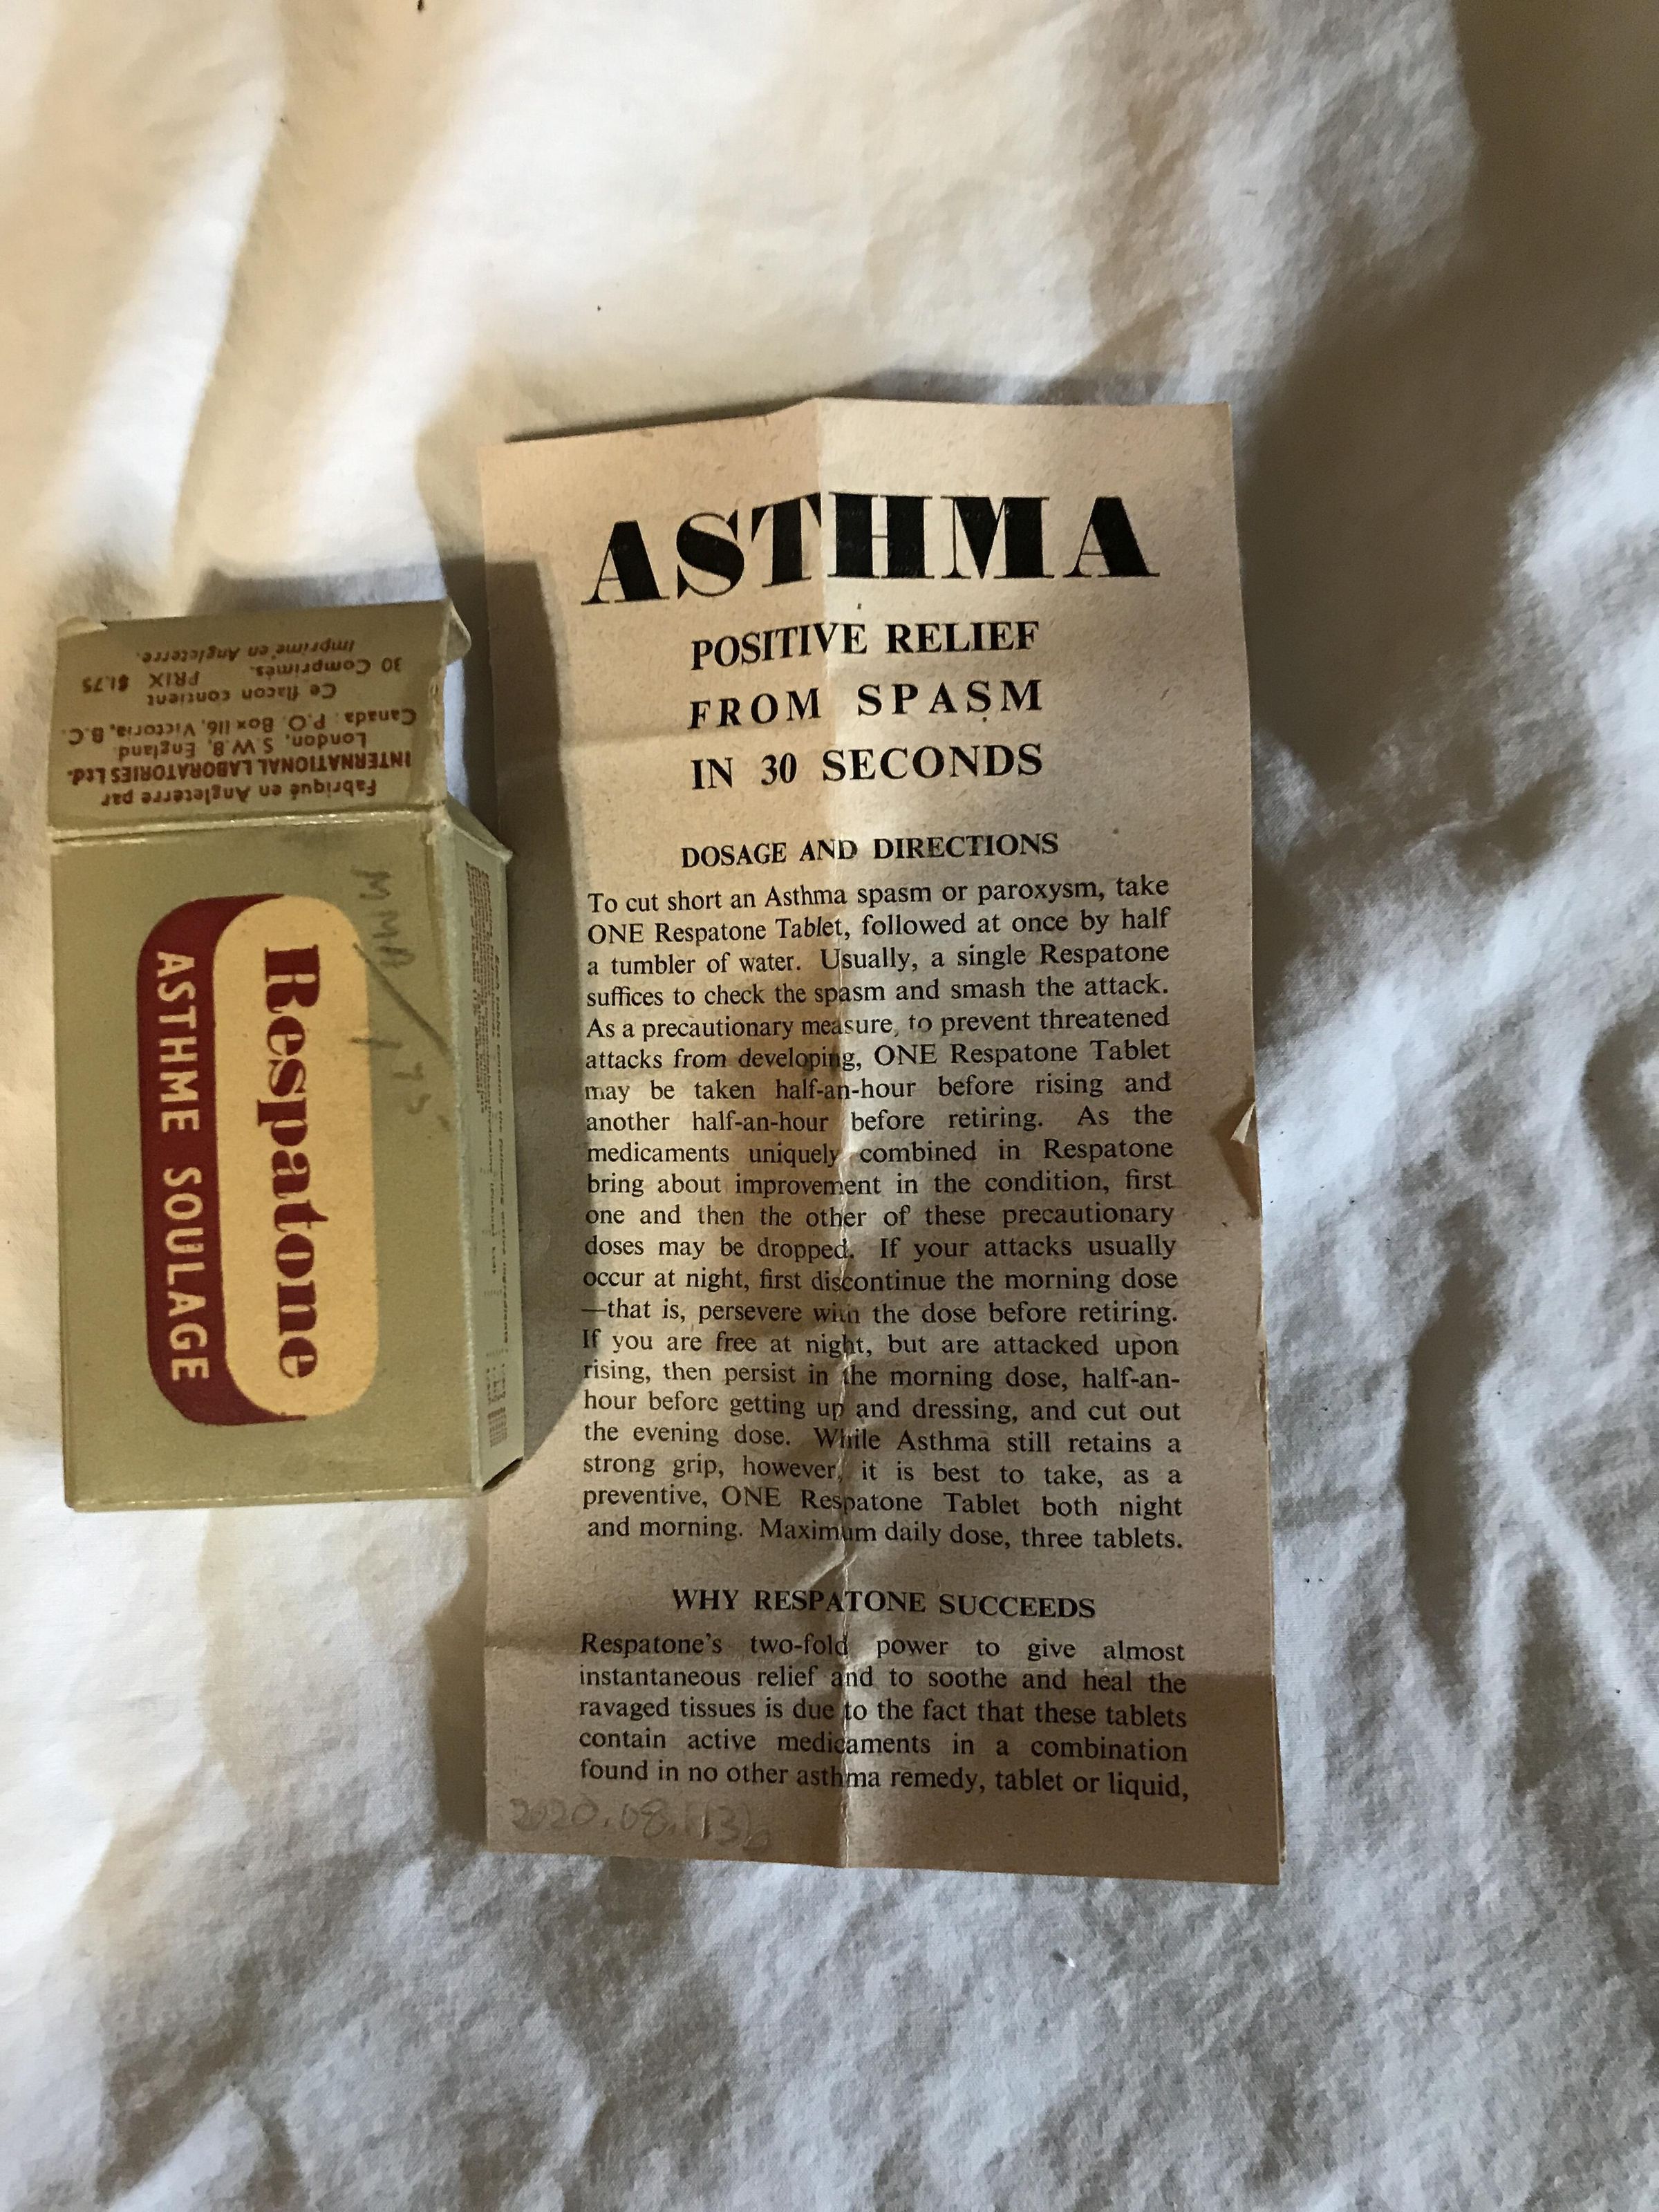 Fabriqué en Angleterre par
INTERNATIONAL LABORATORIES Ltd.
London, S.W.8, England
Canada: P.O. Box 116, Victoria, B.C.
Ce flacon contient
30 Comprimés. PRIX $1.75
Imprimé en Angleterre.
Respatone
ASTHME SOULAGÉ
ASTHMA
POSITIVE RELIEF
FROM SPASM
IN 30 SECONDS
DOSAGE AND DIRECTIONS
To cut short an Asthma spasm or paroxysm, take
ONE Respatone Tablet, followed at once by half
a tumbler of water. Usually, a single Respatone
suffices to check the spasm and smash the attack.
As a precautionary measure, to prevent threatened
attacks from developing, ONE Respatone Tablet
may be taken half-an-hour before rising and
another half-an-hour before retiring. As the
medicaments uniquely combined in Respatone
bring about improvement in the condition, first
one and then the other of these precautionary
doses may be dropped. If your attacks usually
occur at night, first discontinue the morning dose
—that is, persevere with the dose before retiring.
If you are free at night, but are attacked upon
rising, then persist in the morning dose, half-an-
hour before getting up and dressing, and cut out
the evening dose. While Asthma still retains a
strong grip, however, it is best to take, as a
preventive, ONE Respatone Tablet both night
and morning. Maximum daily dose, three tablets.
WHY RESPATONE SUCCEEDS
Respatone's two-fold power to give almost
instantaneous relief and to soothe and heal the
ravaged tissues is due to the fact that these tablets
contain active medicaments in a combination
found in no other asthma remedy, tablet or liquid,